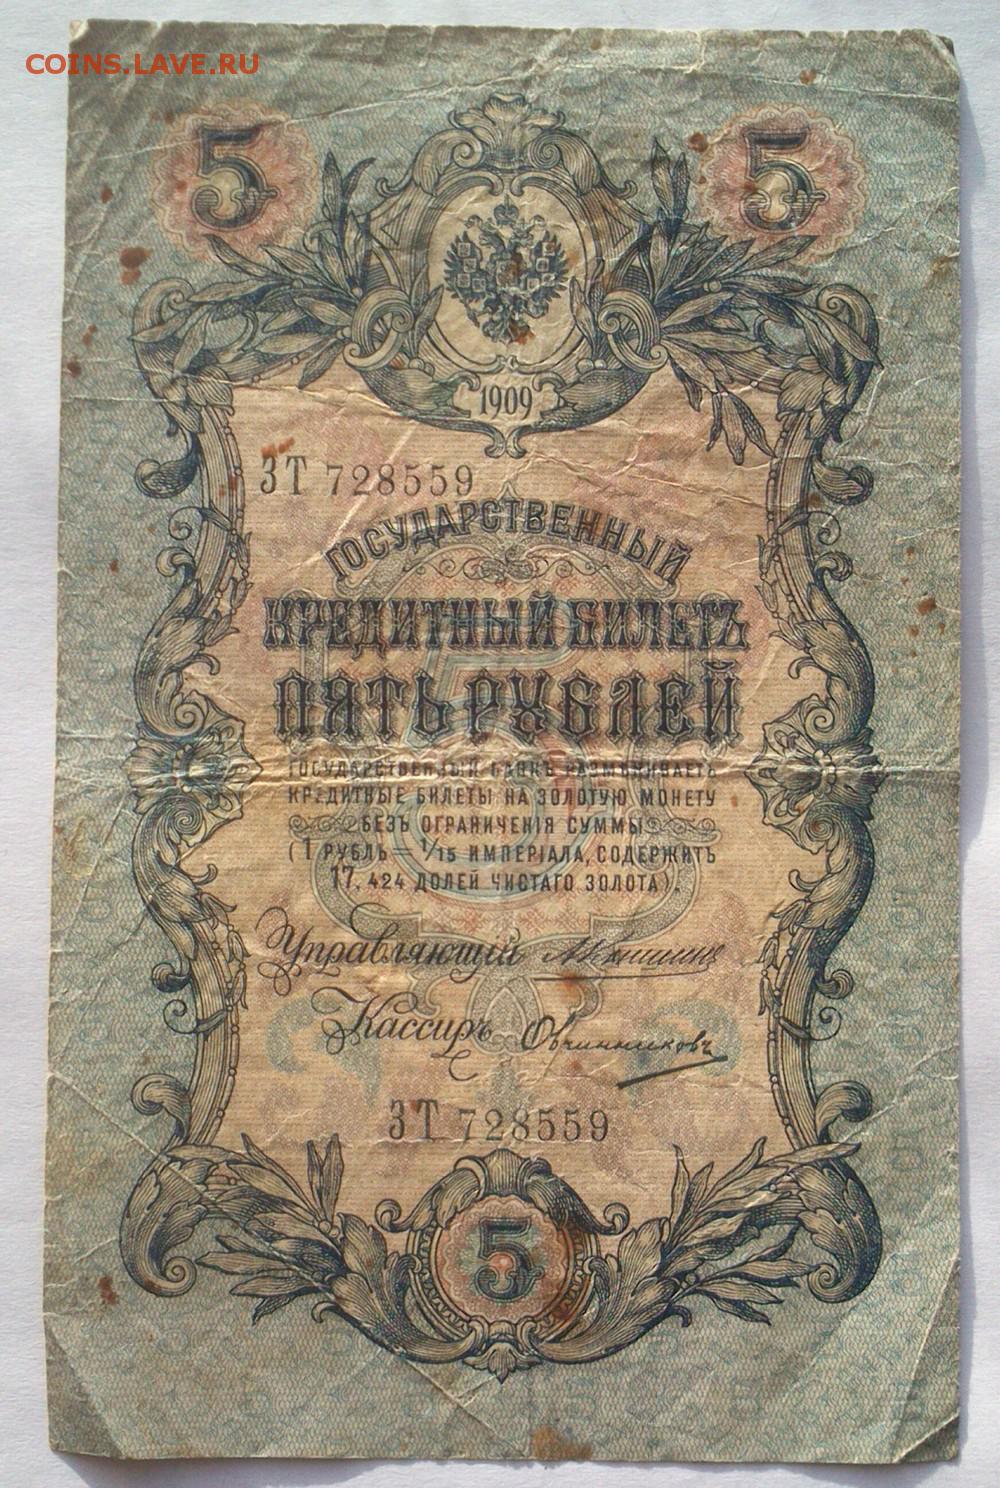 COINS.LAVE.RU
5 5
1909
ЗТ 728559
ГОСУДАРСТВЕННЫЙ
КРЕДИТНЫЙ БИЛЕТЪ
ПЯТЬ РУБЛЕЙ
ГОСУДАРСТВЕННЫЙ БАНКЪ РАЗМѢНИВАЕТЪ
КРЕДИТНЫЕ БИЛЕТЫ НА ЗОЛОТУЮ МОНЕТУ
БЕЗЪ ОГРАНИЧЕНІЯ СУММЫ
(1 РУБЛЬ = 1/15 ИМПЕРІАЛА, СОДЕРЖИТЪ
17,424 ДОЛЕЙ ЧИСТАГО ЗОЛОТА).
Управляющій АКоншинъ
Кассиръ Овчинниковъ
ЗТ 728559
5